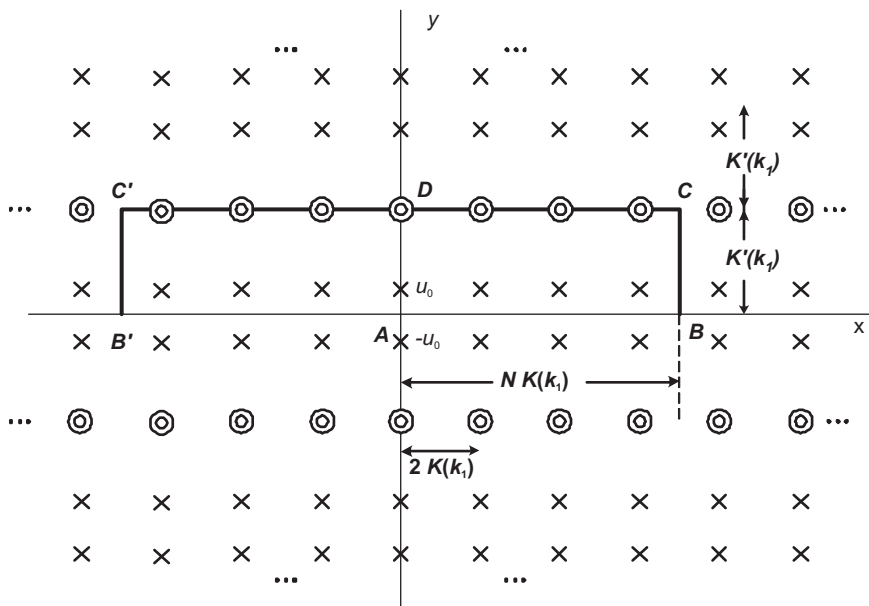 y
... ...
K'(k₁)
C' D C
... ...
K'(k₁)
u₀
x
B' A -u₀ B
N K(k₁)
... ...
2 K(k₁)
... ...